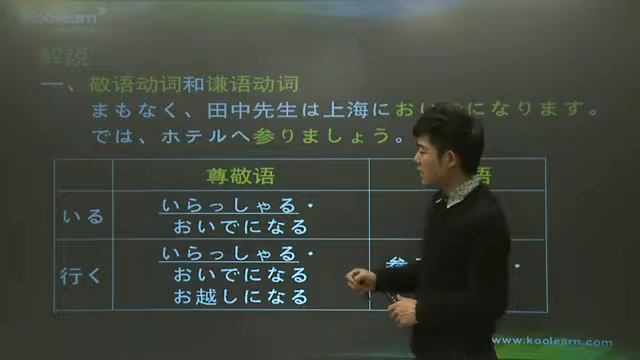 koolearn
解説
一、敬语动词和谦语动词
まもなく、田中先生は上海においでになります。
では、ホテルへ参りましょう。
尊敬语 语
いる いらっしゃる・
おいでになる
行く いらっしゃる・ 参
おいでになる
お越しになる
www.koolearn.com